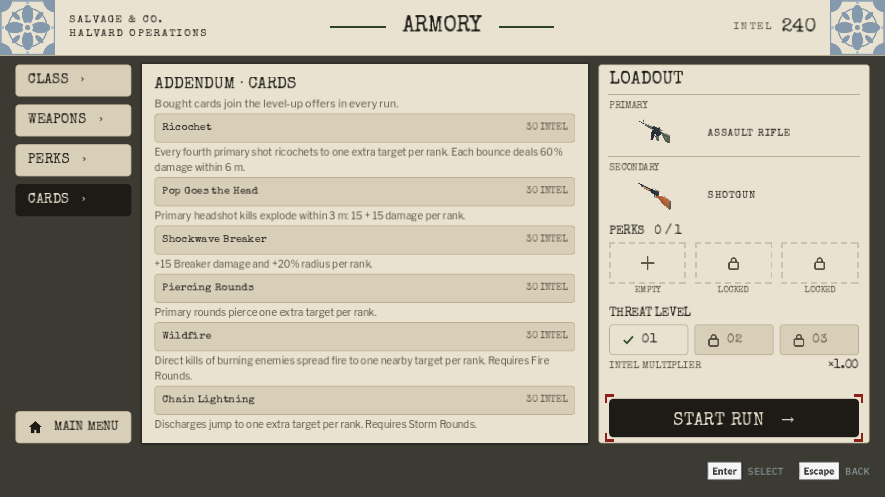 SALVAGE & CO.
HALVARD OPERATIONS
ARMORY
INTEL 240
CLASS ›
WEAPONS ›
PERKS ›
CARDS ›
MAIN MENU
ADDENDUM · CARDS
Bought cards join the level-up offers in every run.
Ricochet 30 INTEL
Every fourth primary shot ricochets to one extra target per rank. Each bounce deals 60%
damage within 6 m.
Pop Goes the Head 30 INTEL
Primary headshot kills explode within 3 m: 15 + 15 damage per rank.
Shockwave Breaker 30 INTEL
+15 Breaker damage and +20% radius per rank.
Piercing Rounds 30 INTEL
Primary rounds pierce one extra target per rank.
Wildfire 30 INTEL
Direct kills of burning enemies spread fire to one nearby target per rank. Requires Fire
Rounds.
Chain Lightning 30 INTEL
Discharges jump to one extra target per rank. Requires Storm Rounds.
LOADOUT
PRIMARY
ASSAULT RIFLE
SECONDARY
SHOTGUN
PERKS 0/1
EMPTY LOCKED LOCKED
THREAT LEVEL
01 02 03
INTEL MULTIPLIER ×1.00
START RUN →
Enter SELECT Escape BACK